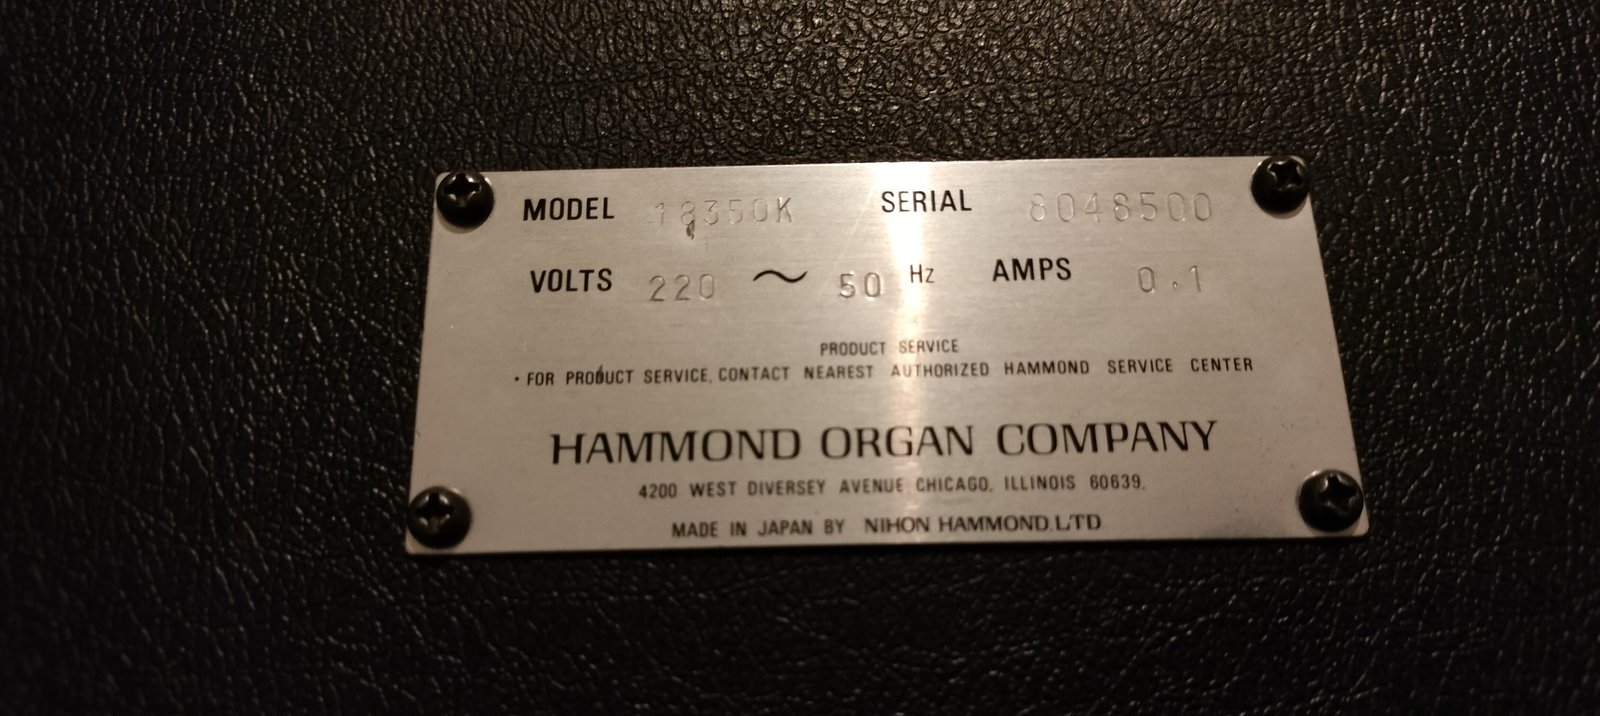 MODEL 18350K SERIAL 8048500
VOLTS 220 ~ 50 Hz AMPS 0.1
PRODUCT SERVICE
• FOR PRODUCT SERVICE, CONTACT NEAREST AUTHORIZED HAMMOND SERVICE CENTER
HAMMOND ORGAN COMPANY
4200 WEST DIVERSEY AVENUE, CHICAGO, ILLINOIS 60639.
MADE IN JAPAN BY NIHON HAMMOND, LTD